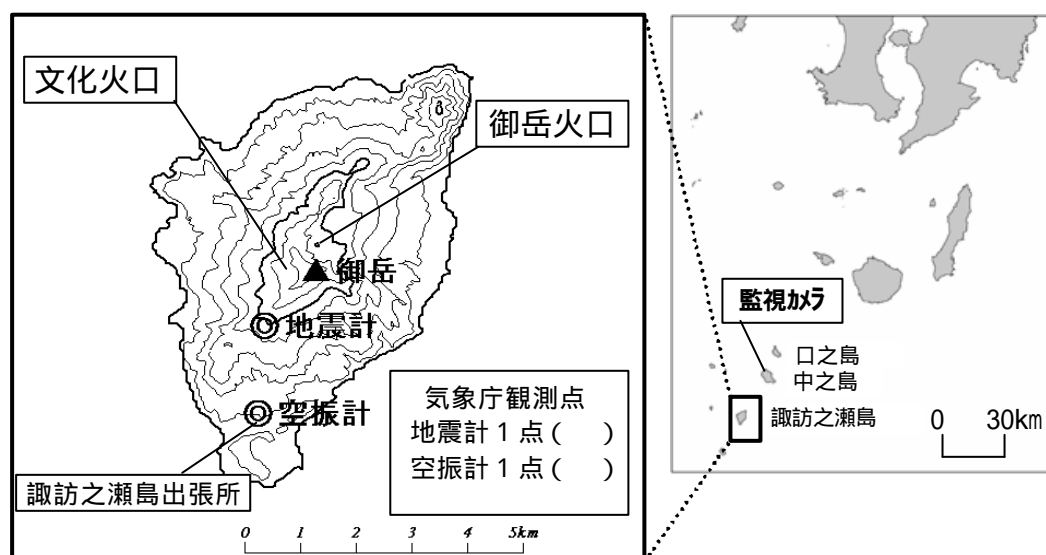 文化火口
御岳火口
御岳
地震計
空振計
諏訪之瀬島出張所
気象庁観測点
地震計1点( )
空振計1点( )
0 1 2 3 4 5km
監視カメラ
口之島
中之島
諏訪之瀬島
0 30km